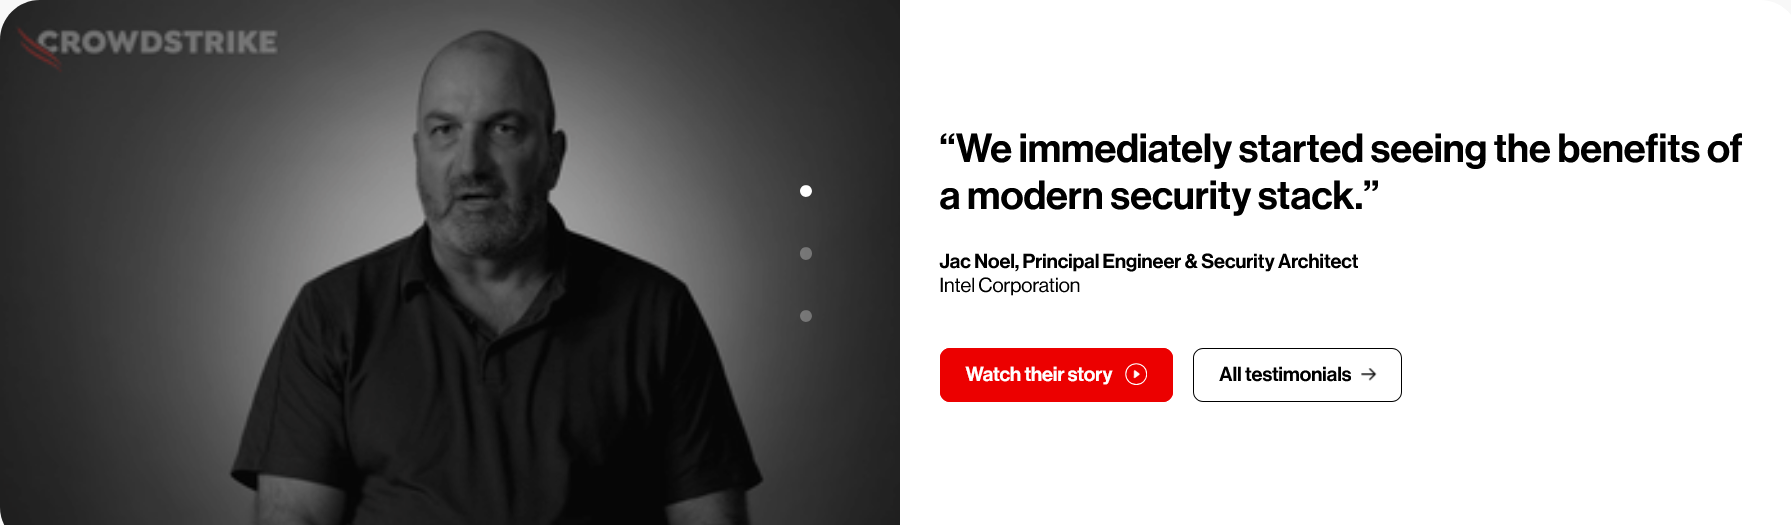 CROWDSTRIKE
“We immediately started seeing the benefits of
a modern security stack.”
Jac Noel, Principal Engineer & Security Architect
Intel Corporation
Watch their story
All testimonials